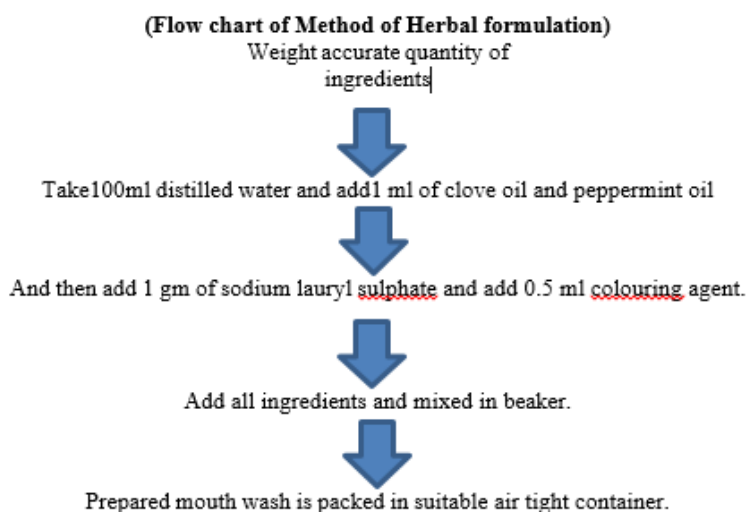 (Flow chart of Method of Herbal formulation)
Weight accurate quantity of
ingredients
Take100ml distilled water and add1 ml of clove oil and peppermint oil
And then add 1 gm of sodium lauryl sulphate and add 0.5 ml colouring agent.
Add all ingredients and mixed in beaker.
Prepared mouth wash is packed in suitable air tight container.